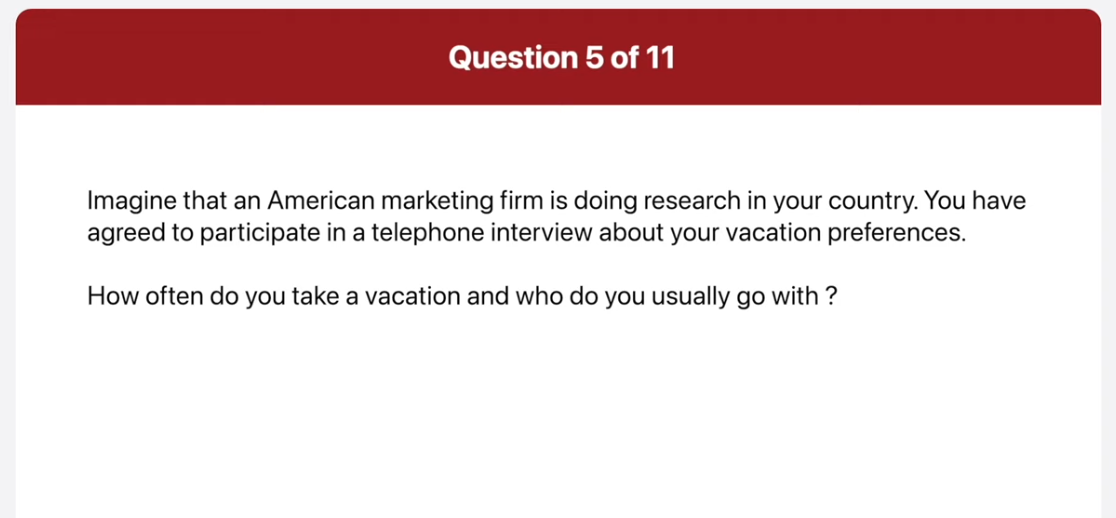 Question 5 of 11
Imagine that an American marketing firm is doing research in your country. You have
agreed to participate in a telephone interview about your vacation preferences.
How often do you take a vacation and who do you usually go with ?